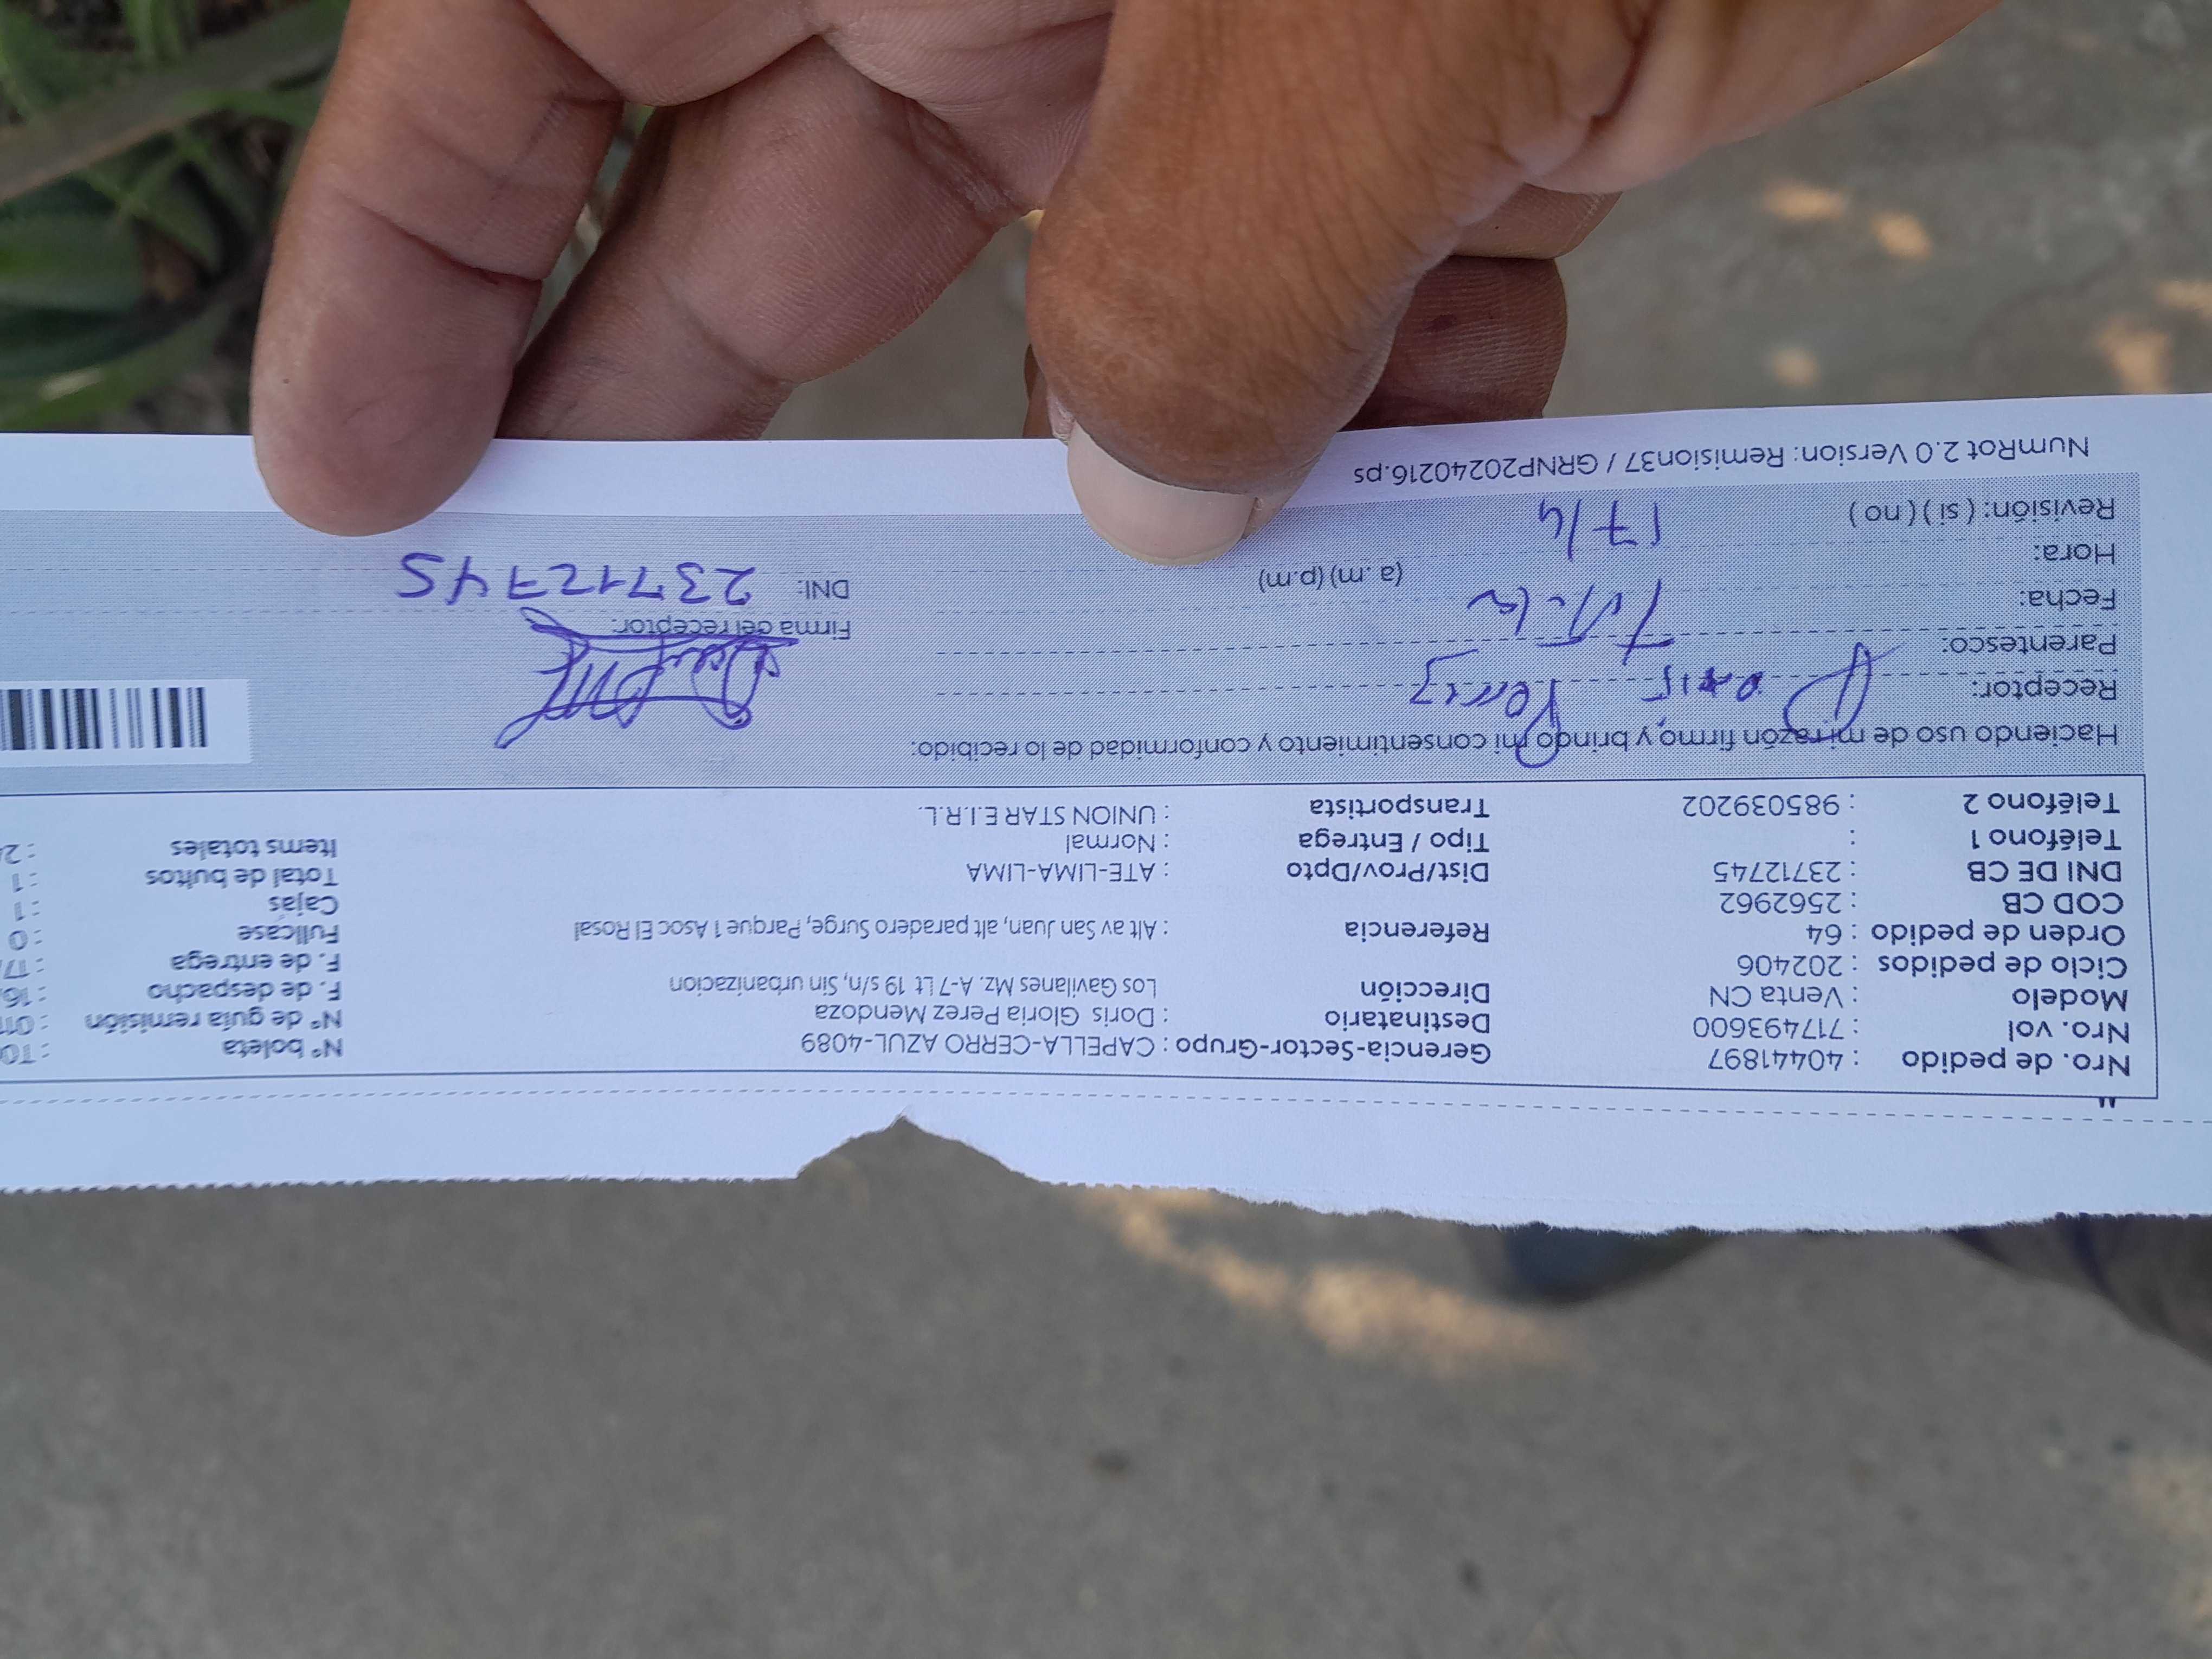 Nro. de pedido : 40441897 Gerencia-Sector-Grupo : CAPELLA-CERRO AZUL-4089 N° boleta
Nro. vol : 717493600 Destinatario : Doris Gloria Perez Mendoza N° de guia remisión
Modelo : Venta CN Dirección Los Gavilanes Mz. A-7 Lt 19 s/n, Sin urbanizacion F. de despacho
Ciclo de pedidos : 202406 F. de entrega
Orden de pedido : 64 Referencia : Alt av San Juan, alt paradero Surge, Parque 1 Asoc El Rosal Fullcase : 0
COD CB : 2562962 Cajas : 1
DNI DE CB : 23712745 Dist/Prov/Dpto : ATE-LIMA-LIMA Total de bultos : 1
Teléfono 1 : Tipo / Entrega : Normal Items totales
Teléfono 2 : 985039202 Transportista : UNION STAR E.I.R.L.
Haciendo uso de mi razón firmo y brindo mi consentimiento y conformidad de lo recibido:
Receptor: Doris Perez
Parentesco:
Firma del receptor:
Fecha:
DNI: 23712745
Hora: (a.m) (p.m)
Revisión: ( si ) ( no )
NumRot 2.0 Version: Remision37 / GRNP20240216.ps